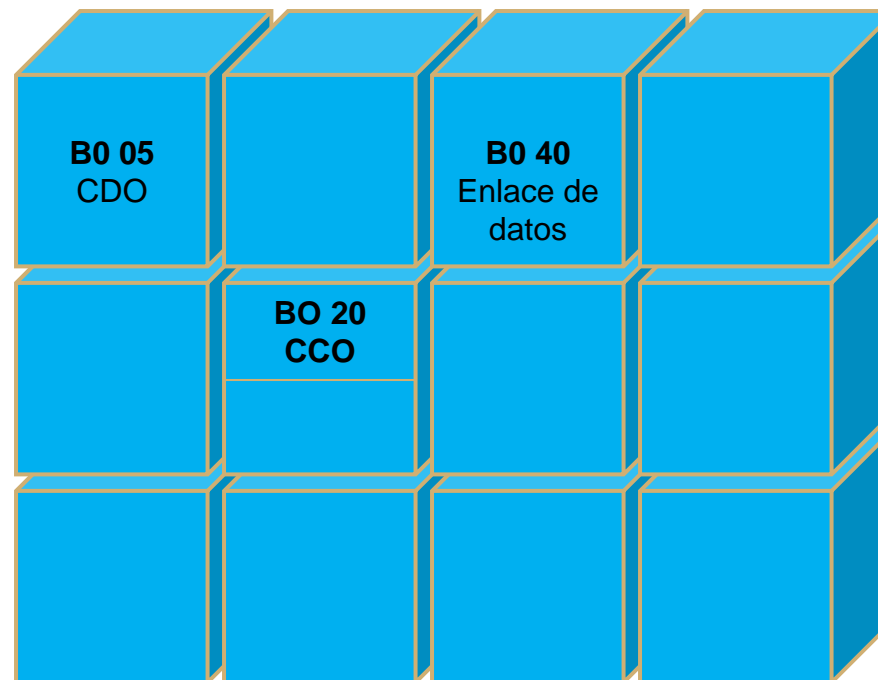 B0 05
CDO
B0 40
Enlace de
datos
BO 20
CCO